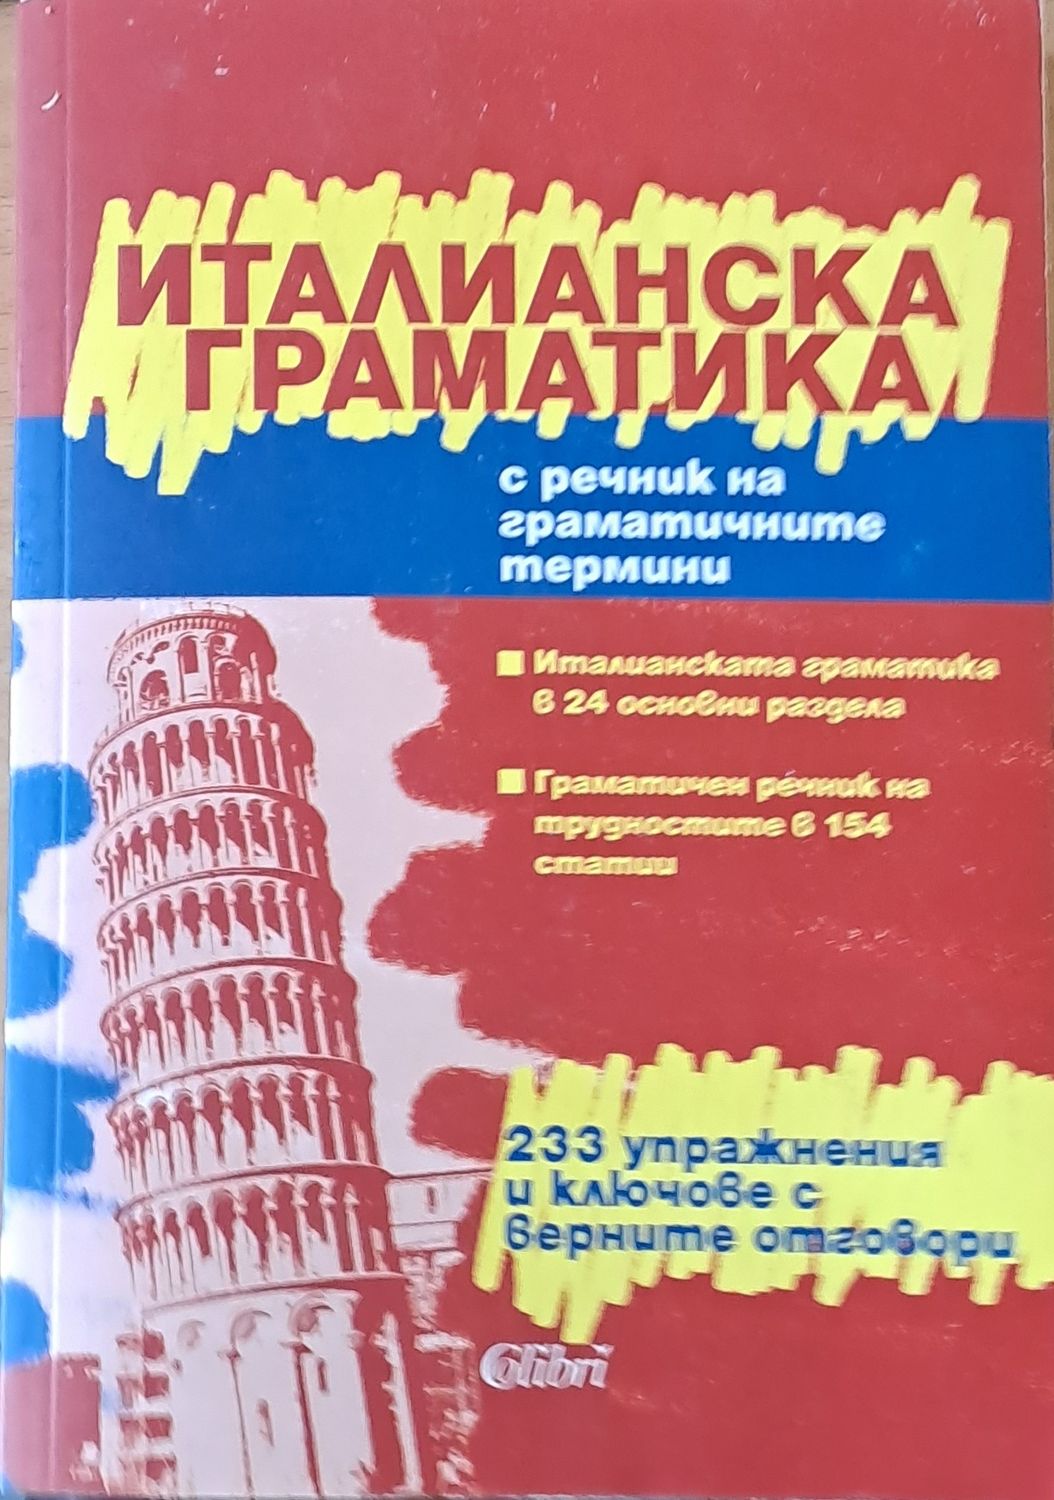 ИТАЛИАНСКА
ГРАМАТИКА
с речник на
граматичните
термини
Италианската граматика
в 24 основни раздела
Граматичен речник на
трудностите в 154
статии
233 упражнения
и ключове с
верните отговори
Colibri